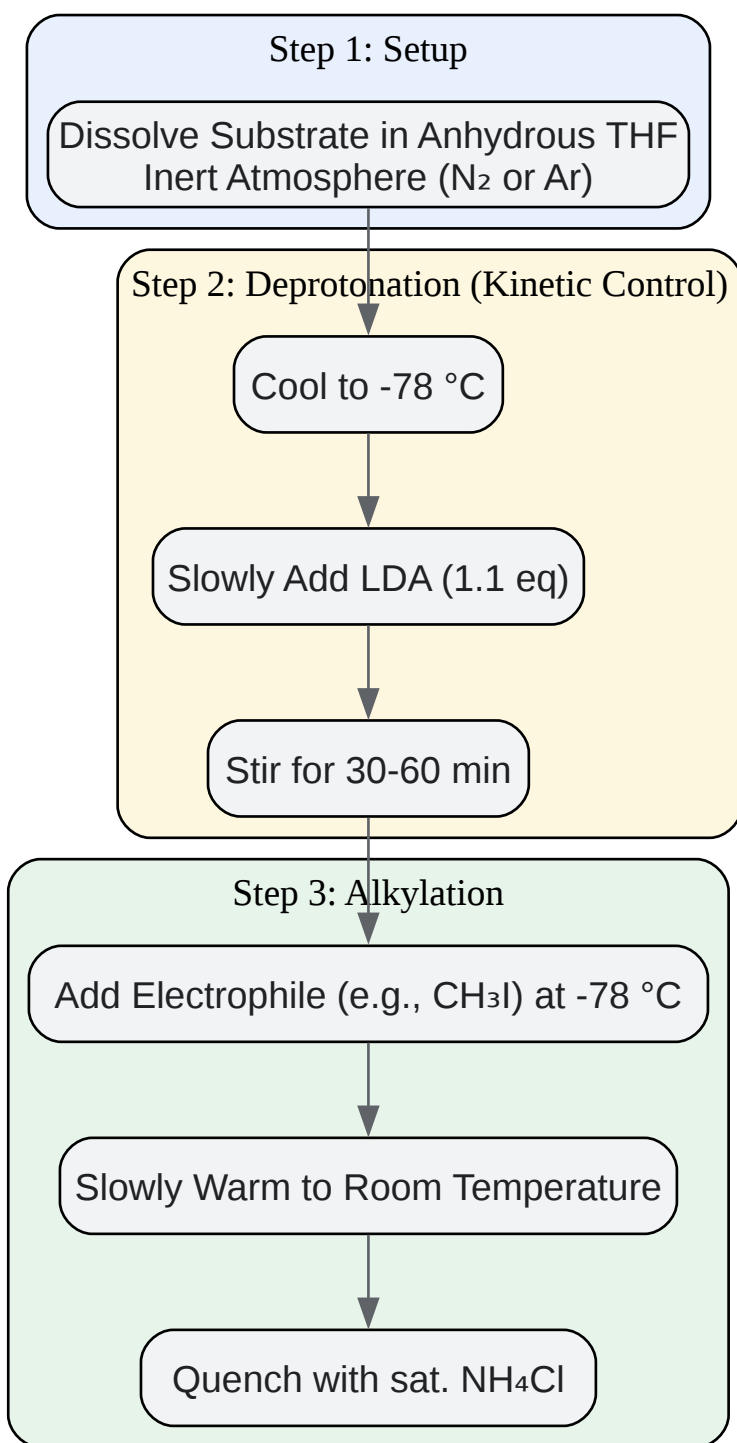 Step 1: Setup
Dissolve Substrate in Anhydrous THF
Inert Atmosphere (N₂ or Ar)
Step 2: Deprotonation (Kinetic Control)
Cool to -78 °C
Slowly Add LDA (1.1 eq)
Stir for 30-60 min
Step 3: Alkylation
Add Electrophile (e.g., CH₃I) at -78 °C
Slowly Warm to Room Temperature
Quench with sat. NH₄Cl